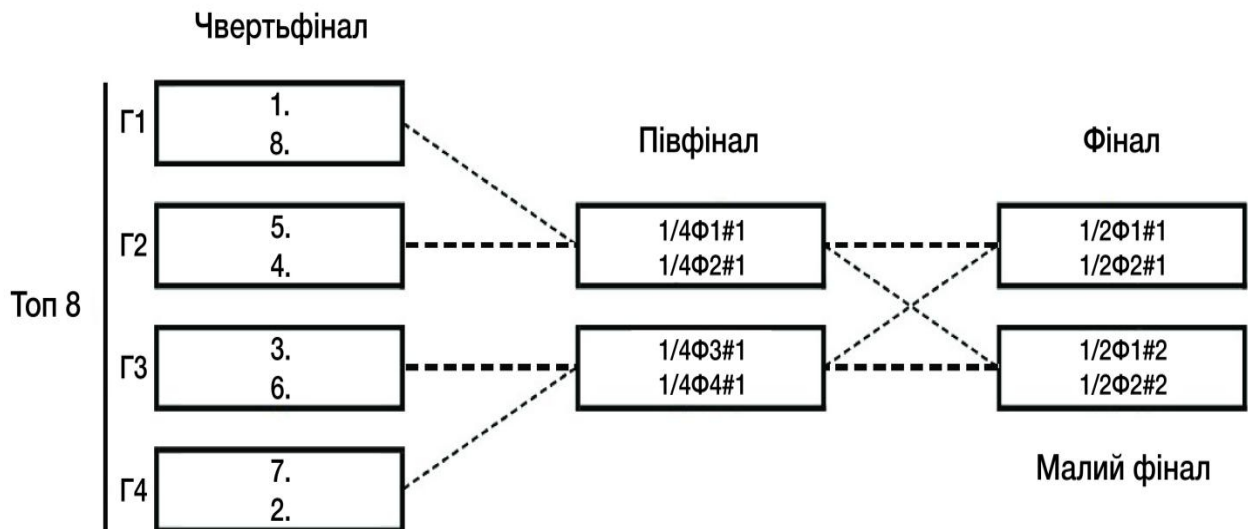 Чвертьфінал
Топ 8
Г1
1.
8.
Г2
5.
4.
Г3
3.
6.
Г4
7.
2.
Півфінал
1/4Ф1#1
1/4Ф2#1
1/4Ф3#1
1/4Ф4#1
Фінал
1/2Ф1#1
1/2Ф2#1
1/2Ф1#2
1/2Ф2#2
Малий фінал